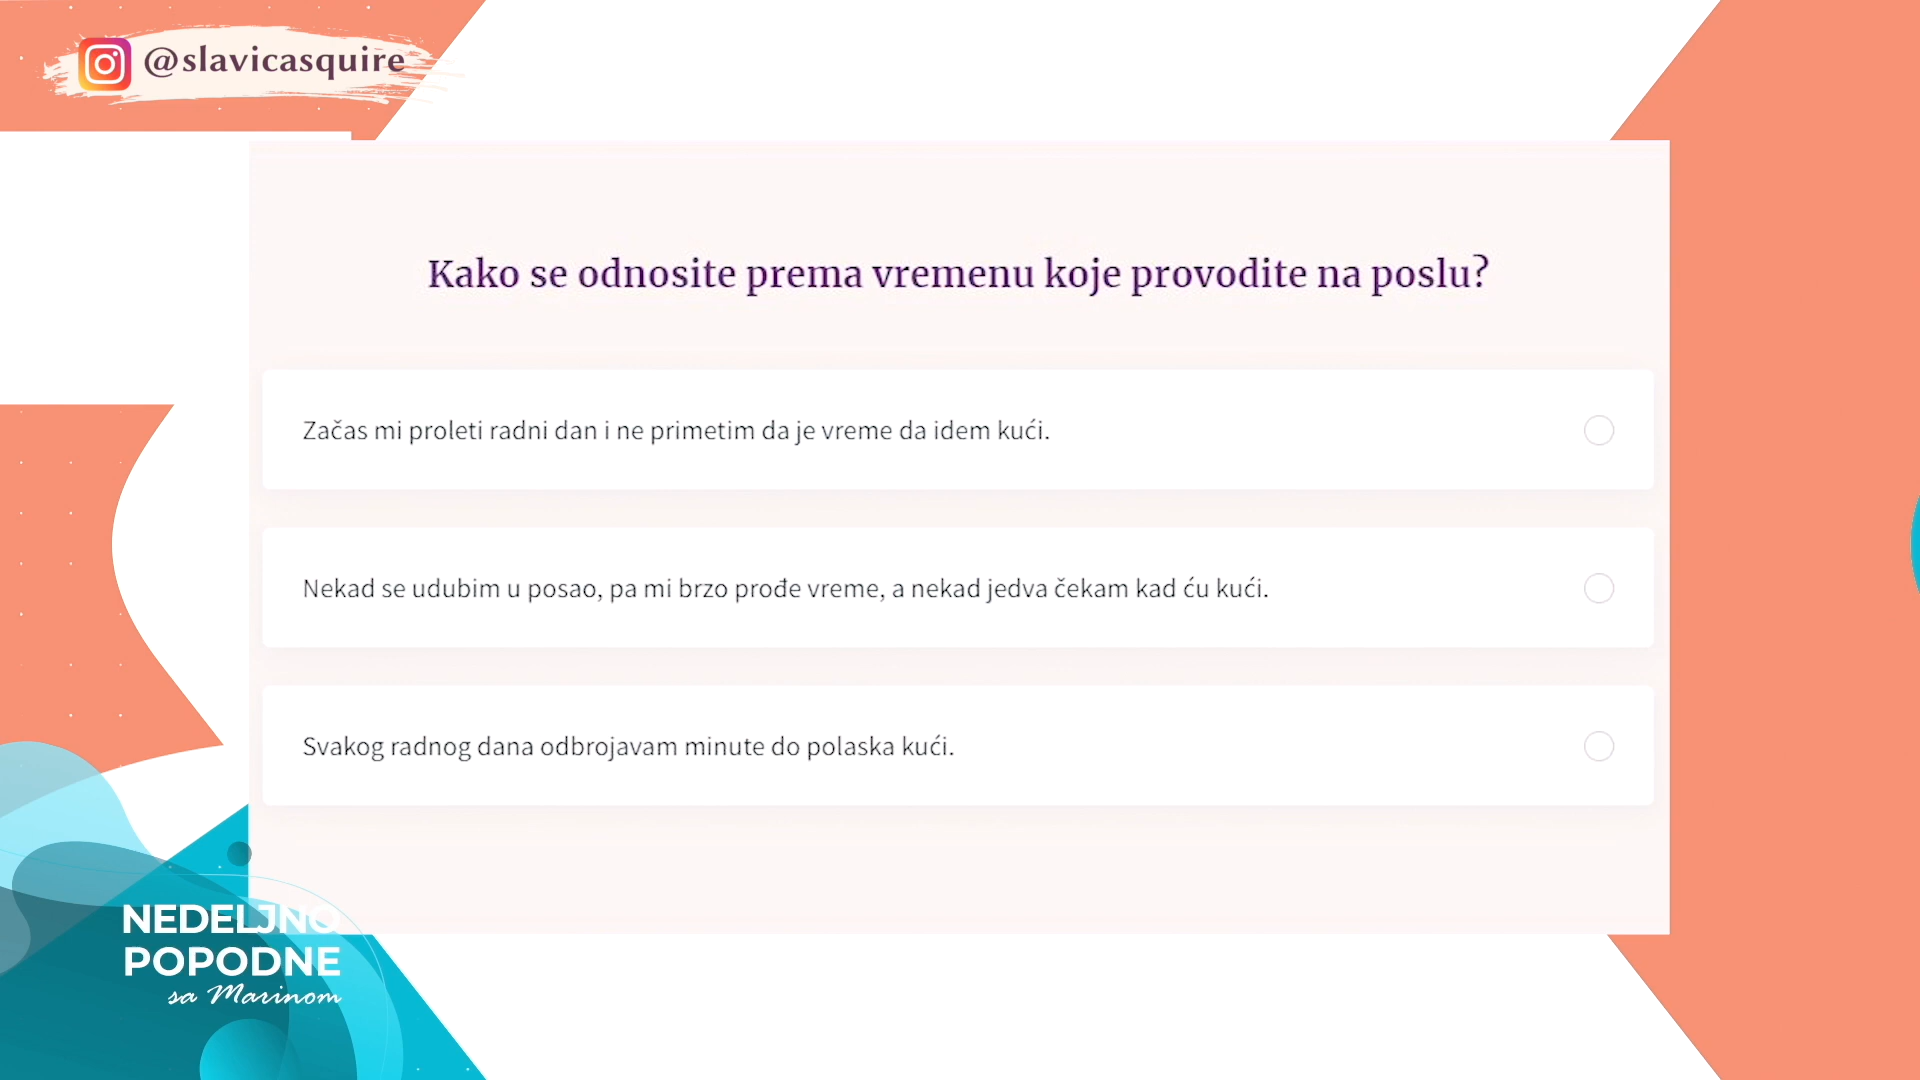 @slavicasquire
Kako se odnosite prema vremenu koje provodite na poslu?
Začas mi proleti radni dan i ne primetim da je vreme da idem kući.
Nekad se udubim u posao, pa mi brzo prođe vreme, a nekad jedva čekam kad ću kući.
Svakog radnog dana odbrojavam minute do polaska kući.
NEDELJNO
POPODNE
sa Marinom